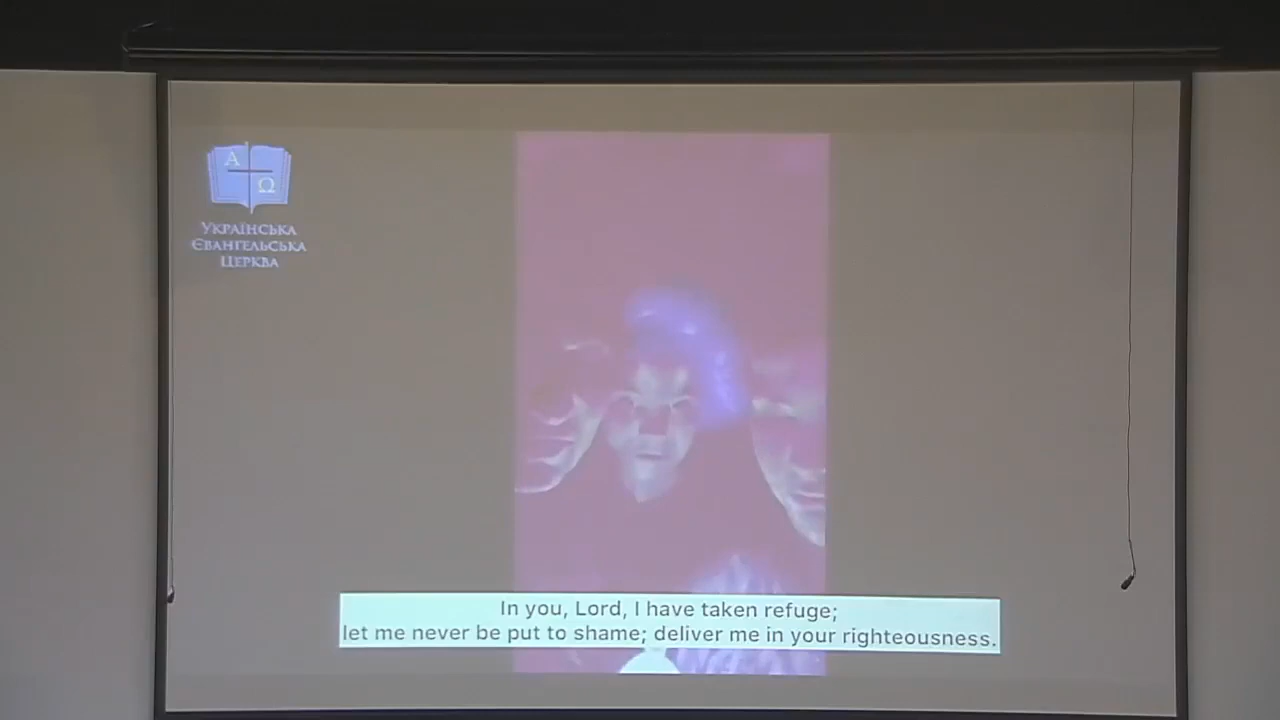 Α
Ω
УКРАЇНСЬКА
ЄВАНГЕЛЬСЬКА
ЦЕРКВА
In you, Lord, I have taken refuge;
let me never be put to shame; deliver me in your righteousness.